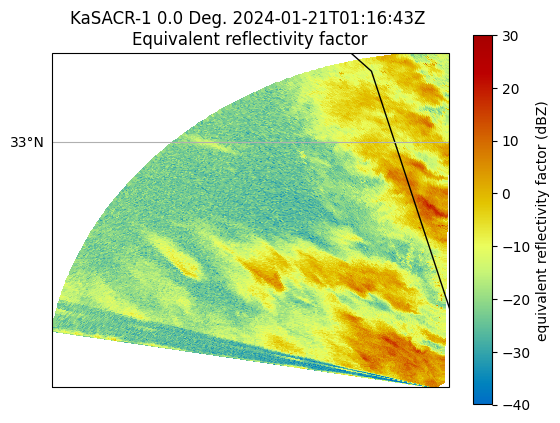 KaSACR-1 0.0 Deg. 2024-01-21T01:16:43Z
Equivalent reflectivity factor
33°N
30
20
10
0
−10
−20
−30
−40
equivalent reflectivity factor (dBZ)